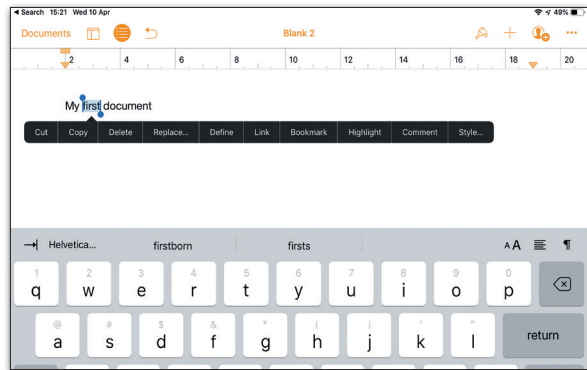 Search 15:21 Wed 10 Apr 49%
Documents Blank 2
2 4 6 8 10 12 14 16 18 20
My first document
Cut Copy Delete Replace... Define Link Bookmark Highlight Comment Style...
Helvetica... firstborn firsts AA ¶
1 2 3 4 5 6 7 8 9 0
q w e r t y u i o p
@ # $ & * ( ) ' "
a s d f g h j k l return